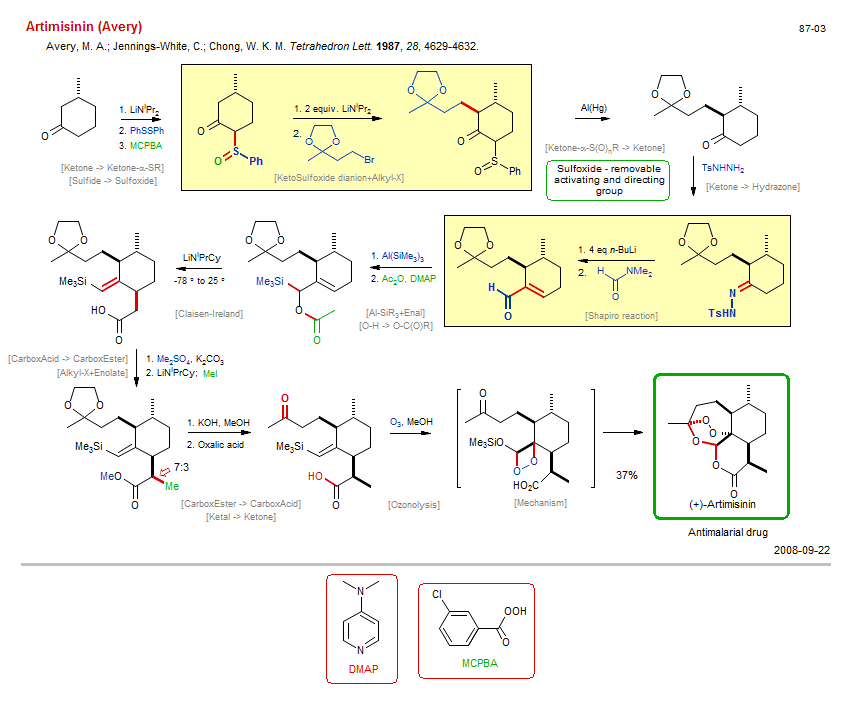 Artimisinin (Avery)
87-03
Avery, M. A.; Jennings-White, C.; Chong, W. K. M. Tetrahedron Lett. 1987, 28, 4629-4632.
O
1. LiNⁱPr₂
2. PhSSPh
3. MCPBA
[Ketone -> Ketone-α-SR]
[Sulfide -> Sulfoxide]
O
O
S
Ph
1. 2 equiv. LiNⁱPr₂
2.
O
O
Br
[KetoSulfoxide dianion+Alkyl-X]
O
O
O
S
O
Ph
Al(Hg)
[Ketone-α-S(O)ₙR -> Ketone]
Sulfoxide - removable
activating and directing
group
O
O
O
TsNHNH₂
[Ketone -> Hydrazone]
O
O
N
TsHN
1. 4 eq n-BuLi
2.
H
NMe₂
O
[Shapiro reaction]
O
O
H
O
1. Al(SiMe₃)₃
2. Ac₂O, DMAP
[Al-SiR₃+Enal]
[O-H -> O-C(O)R]
O
O
Me₃Si
O
O
LiNⁱPrCy
-78 ° to 25 °
[Claisen-Ireland]
O
O
Me₃Si
HO
O
[CarboxAcid -> CarboxEster]
[Alkyl-X+Enolate]
1. Me₂SO₄, K₂CO₃
2. LiNⁱPrCy; MeI
O
O
Me₃Si
7:3
MeO
Me
O
1. KOH, MeOH
2. Oxalic acid
[CarboxEster -> CarboxAcid]
[Ketal -> Ketone]
O
Me₃Si
HO
O
O₃, MeOH
[Ozonolysis]
O
Me₃SiO
O
O
HO₂C
[Mechanism]
37%
O
O
O
O
O
(+)-Artimisinin
Antimalarial drug
2008-09-22
N
N
DMAP
Cl
OOH
O
MCPBA